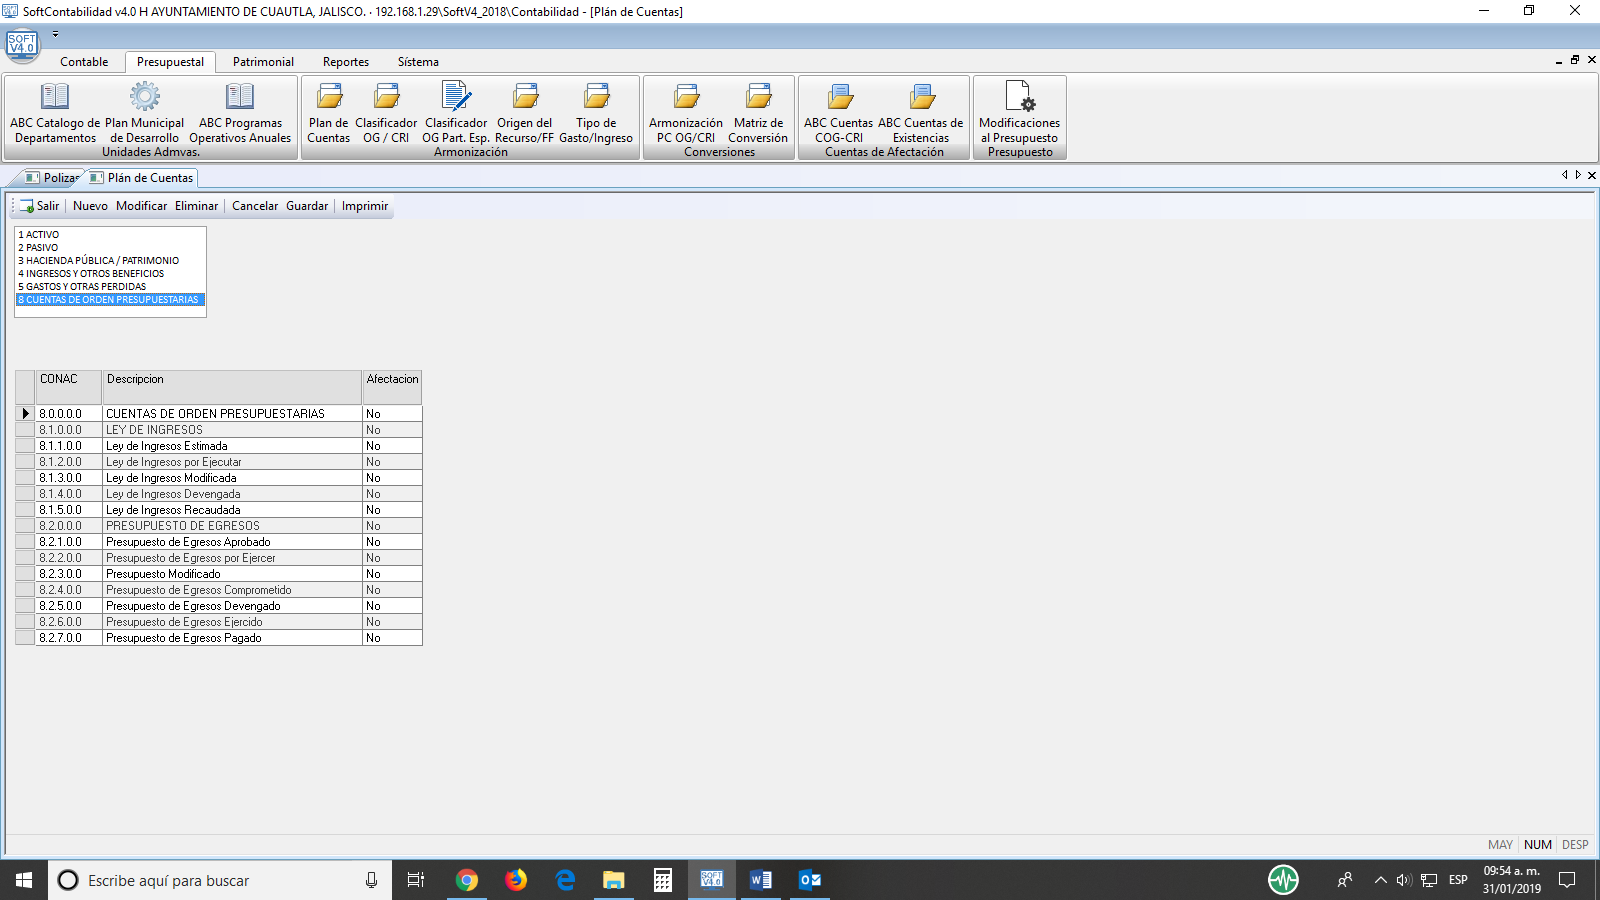 SoftContabilidad v4.0 H AYUNTAMIENTO DE CUAUTLA, JALISCO. - 192.168.1.29\SoftV4_2018\Contabilidad - [Plán de Cuentas]
SOFT V4.0
Contable Presupuestal Patrimonial Reportes Sístema
ABC Catalogo de Departamentos
Plan Municipal de Desarrollo
ABC Programas Operativos Anuales
Unidades Admvas.
Plan de Cuentas
Clasificador OG / CRI
Clasificador OG Part. Esp.
Origen del Recurso/FF
Tipo de Gasto/Ingreso
Armonización
Armonización PC OG/CRI
Matriz de Conversión
Conversiones
ABC Cuentas COG-CRI
ABC Cuentas de Existencias
Cuentas de Afectación
Modificaciones al Presupuesto
Presupuesto
Polizas Plán de Cuentas
Salir Nuevo Modificar Eliminar Cancelar Guardar Imprimir
1 ACTIVO
2 PASIVO
3 HACIENDA PÚBLICA / PATRIMONIO
4 INGRESOS Y OTROS BENEFICIOS
5 GASTOS Y OTRAS PERDIDAS
8 CUENTAS DE ORDEN PRESUPUESTARIAS
CONAC Descripcion Afectacion
8.0.0.0.0 CUENTAS DE ORDEN PRESUPUESTARIAS No
8.1.0.0.0 LEY DE INGRESOS No
8.1.1.0.0 Ley de Ingresos Estimada No
8.1.2.0.0 Ley de Ingresos por Ejecutar No
8.1.3.0.0 Ley de Ingresos Modificada No
8.1.4.0.0 Ley de Ingresos Devengada No
8.1.5.0.0 Ley de Ingresos Recaudada No
8.2.0.0.0 PRESUPUESTO DE EGRESOS No
8.2.1.0.0 Presupuesto de Egresos Aprobado No
8.2.2.0.0 Presupuesto de Egresos por Ejercer No
8.2.3.0.0 Presupuesto Modificado No
8.2.4.0.0 Presupuesto de Egresos Comprometido No
8.2.5.0.0 Presupuesto de Egresos Devengado No
8.2.6.0.0 Presupuesto de Egresos Ejercido No
8.2.7.0.0 Presupuesto de Egresos Pagado No
MAY NUM DESP
Escribe aquí para buscar
SOFT V4.0
ESP
09:54 a. m.
31/01/2019